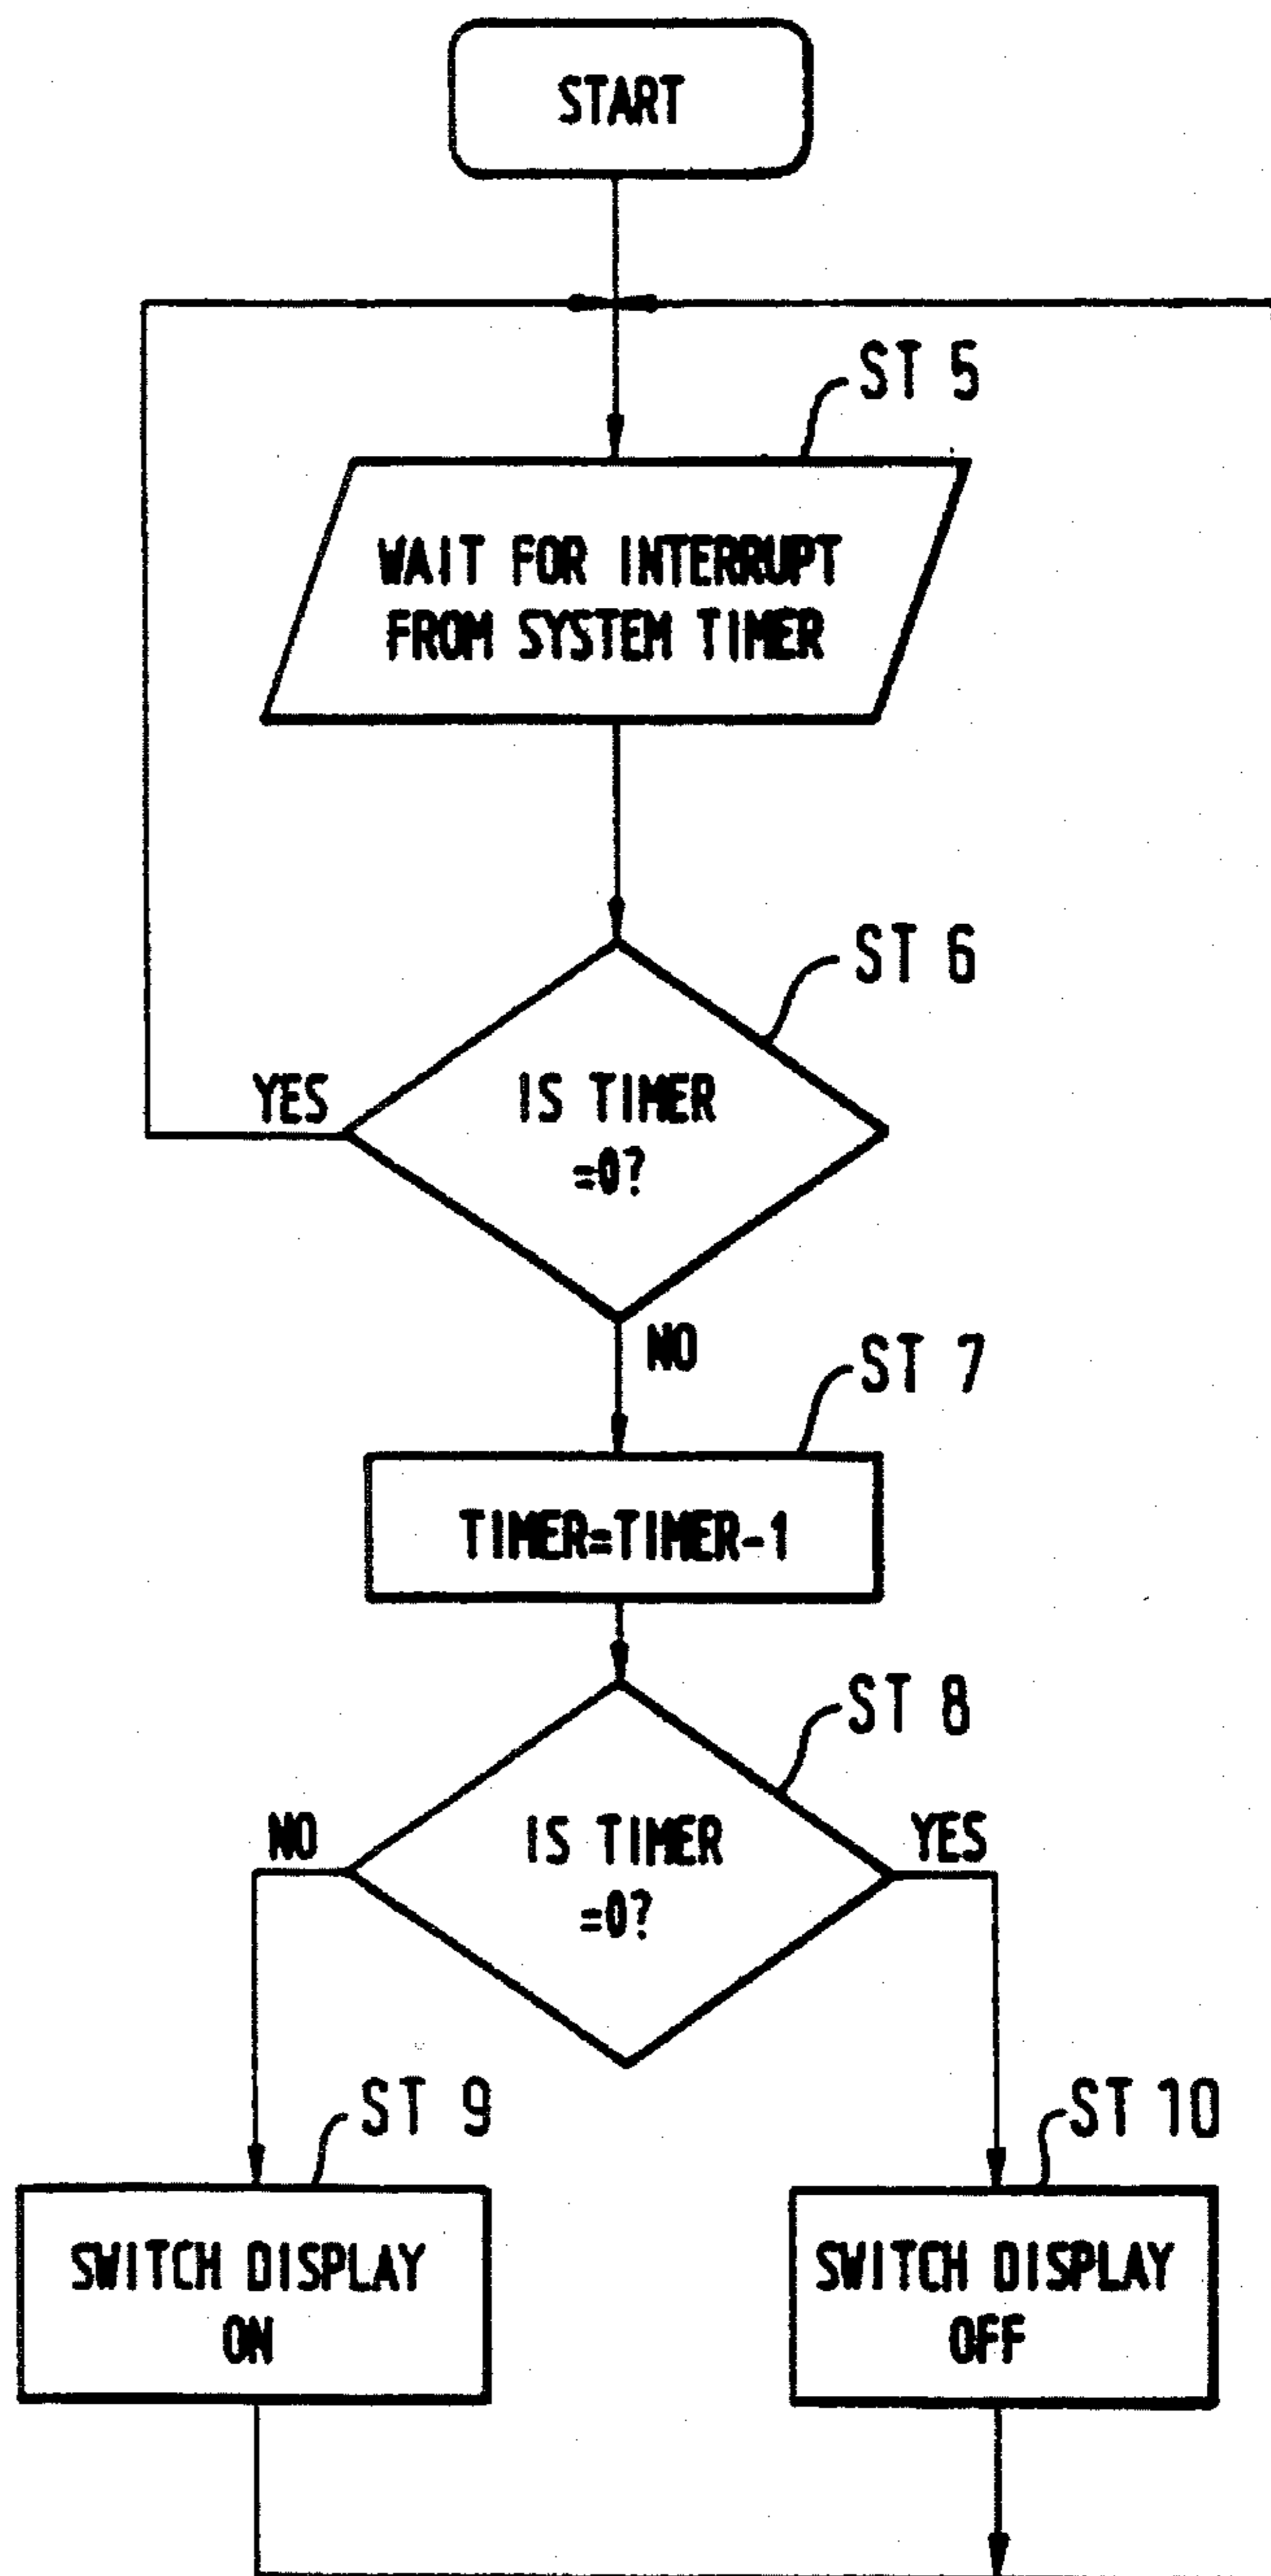 START
ST 5
WAIT FOR INTERRUPT
FROM SYSTEM TIMER
ST 6
YES
IS TIMER
=0?
NO
ST 7
TIMER=TIMER-1
ST 8
NO
IS TIMER
=0?
YES
ST 9
ST 10
SWITCH DISPLAY
ON
SWITCH DISPLAY
OFF